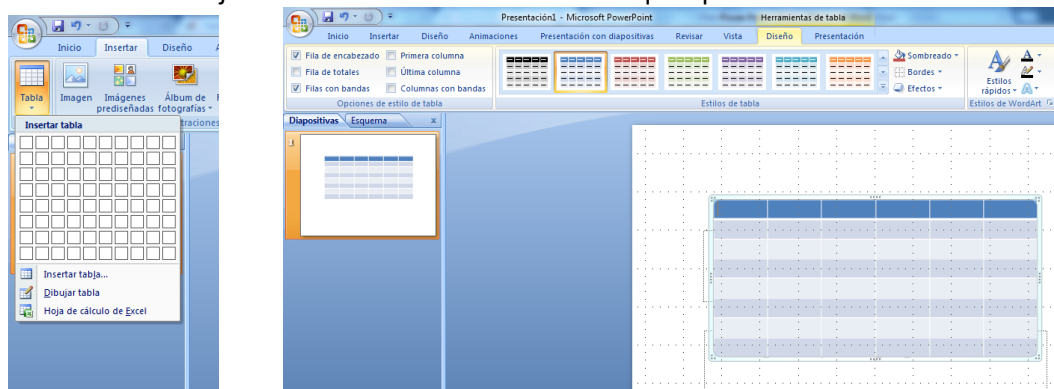 Inicio Insertar Diseño
Tabla
Imagen
Imágenes prediseñadas
Álbum de fotografías
Insertar tabla
Insertar tabla...
Dibujar tabla
Hoja de cálculo de Excel
Presentación1 - Microsoft PowerPoint
Herramientas de tabla
Inicio Insertar Diseño Animaciones Presentación con diapositivas Revisar Vista Diseño Presentación
Fila de encabezado Primera columna
Fila de totales Última columna
Filas con bandas Columnas con bandas
Opciones de estilo de tabla
Estilos de tabla
Sombreado
Bordes
Efectos
Estilos rápidos
Estilos de WordArt
Diapositivas Esquema x
1